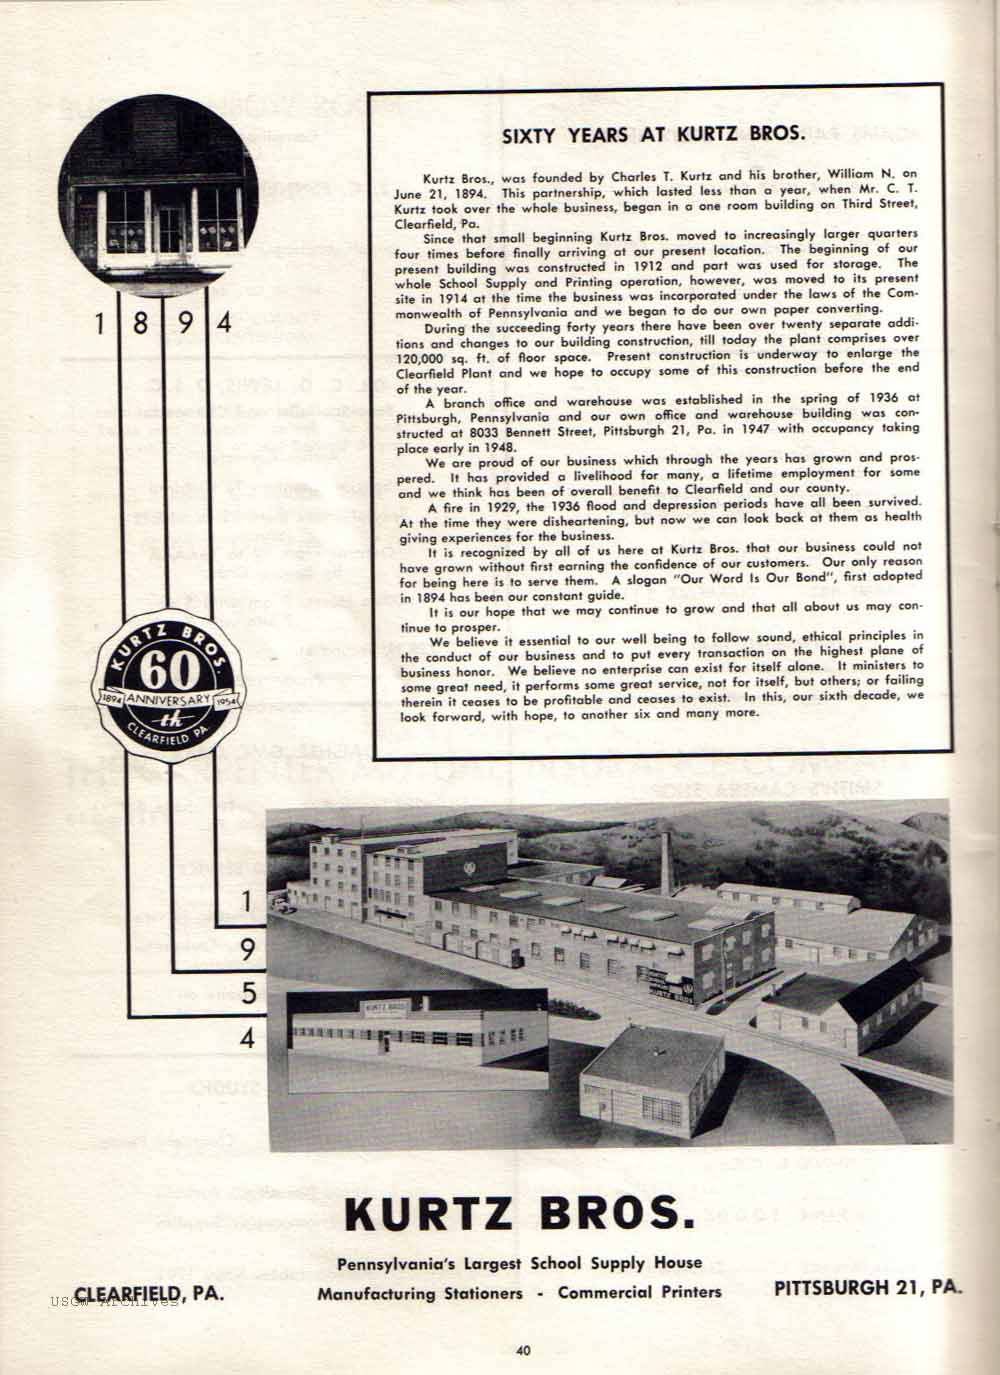 SIXTY YEARS AT KURTZ BROS.
Kurtz Bros., was founded by Charles T. Kurtz and his brother, William N. on
June 21, 1894. This partnership, which lasted less than a year, when Mr. C. T.
Kurtz took over the whole business, began in a one room building on Third Street,
Clearfield, Pa.
Since that small beginning Kurtz Bros. moved to increasingly larger quarters
four times before finally arriving at our present location. The beginning of our
present building was constructed in 1912 and part was used for storage. The
whole School Supply and Printing operation, however, was moved to its present
site in 1914 at the time the business was incorporated under the laws of the Com-
monwealth of Pennsylvania and we began to do our own paper converting.
During the succeeding forty years there have been over twenty separate addi-
tions and changes to our building construction, till today the plant comprises over
120,000 sq. ft. of floor space. Present construction is underway to enlarge the
Clearfield Plant and we hope to occupy some of this construction before the end
of the year.
A branch office and warehouse was established in the spring of 1936 at
Pittsburgh, Pennsylvania and our own office and warehouse building was con-
structed at 8033 Bennett Street, Pittsburgh 21, Pa. in 1947 with occupancy taking
place early in 1948.
We are proud of our business which through the years has grown and pros-
pered. It has provided a livelihood for many, a lifetime employment for some
and we think has been of overall benefit to Clearfield and our county.
A fire in 1929, the 1936 flood and depression periods have all been survived.
At the time they were disheartening, but now we can look back at them as health
giving experiences for the business.
It is recognized by all of us here at Kurtz Bros. that our business could not
have grown without first earning the confidence of our customers. Our only reason
for being here is to serve them. A slogan "Our Word Is Our Bond", first adopted
in 1894 has been our constant guide.
It is our hope that we may continue to grow and that all about us may con-
tinue to prosper.
We believe it essential to our well being to follow sound, ethical principles in
the conduct of our business and to put every transaction on the highest plane of
business honor. We believe no enterprise can exist for itself alone. It ministers to
some great need, it performs some great service, not for itself, but others; or failing
therein it ceases to be profitable and ceases to exist. In this, our sixth decade, we
look forward, with hope, to another six and many more.
1 8 9 4
KURTZ BROS.
60
1894 ANNIVERSARY 1954
th
CLEARFIELD PA.
1
9
5
4
KURTZ BROS
KURTZ BROS
KURTZ BROS.
Pennsylvania's Largest School Supply House
CLEARFIELD, PA.
Manufacturing Stationers - Commercial Printers
PITTSBURGH 21, PA.
USGW Archives
40